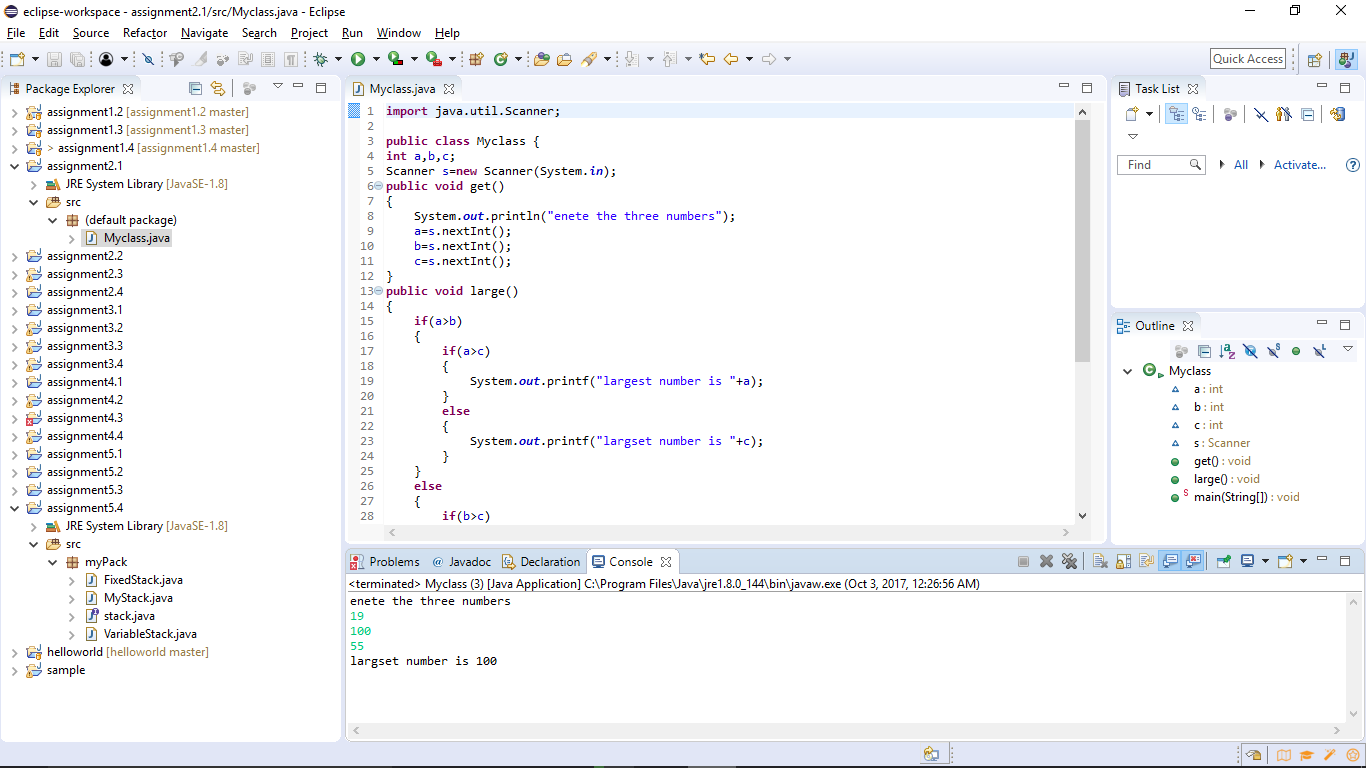 eclipse-workspace - assignment2.1/src/Myclass.java - Eclipse
File Edit Source Refactor Navigate Search Project Run Window Help
Quick Access
Package Explorer
assignment1.2 [assignment1.2 master]
assignment1.3 [assignment1.3 master]
> assignment1.4 [assignment1.4 master]
assignment2.1
JRE System Library [JavaSE-1.8]
src
(default package)
Myclass.java
assignment2.2
assignment2.3
assignment2.4
assignment3.1
assignment3.2
assignment3.3
assignment3.4
assignment4.1
assignment4.2
assignment4.3
assignment4.4
assignment5.1
assignment5.2
assignment5.3
assignment5.4
JRE System Library [JavaSE-1.8]
src
myPack
FixedStack.java
MyStack.java
stack.java
VariableStack.java
helloworld [helloworld master]
sample
Myclass.java
1 import java.util.Scanner;
2
3 public class Myclass {
4 int a,b,c;
5 Scanner s=new Scanner(System.in);
6 public void get()
7 {
8 System.out.println("enete the three numbers");
9 a=s.nextInt();
10 b=s.nextInt();
11 c=s.nextInt();
12 }
13 public void large()
14 {
15 if(a>b)
16 {
17 if(a>c)
18 {
19 System.out.printf("largest number is "+a);
20 }
21 else
22 {
23 System.out.printf("largset number is "+c);
24 }
25 }
26 else
27 {
28 if(b>c)
Task List
Find All Activate...
Outline
Myclass
a : int
b : int
c : int
s : Scanner
get() : void
large() : void
main(String[]) : void
Problems Javadoc Declaration Console
<terminated> Myclass (3) [Java Application] C:\Program Files\Java\jre1.8.0_144\bin\javaw.exe (Oct 3, 2017, 12:26:56 AM)
enete the three numbers
19
100
55
largset number is 100